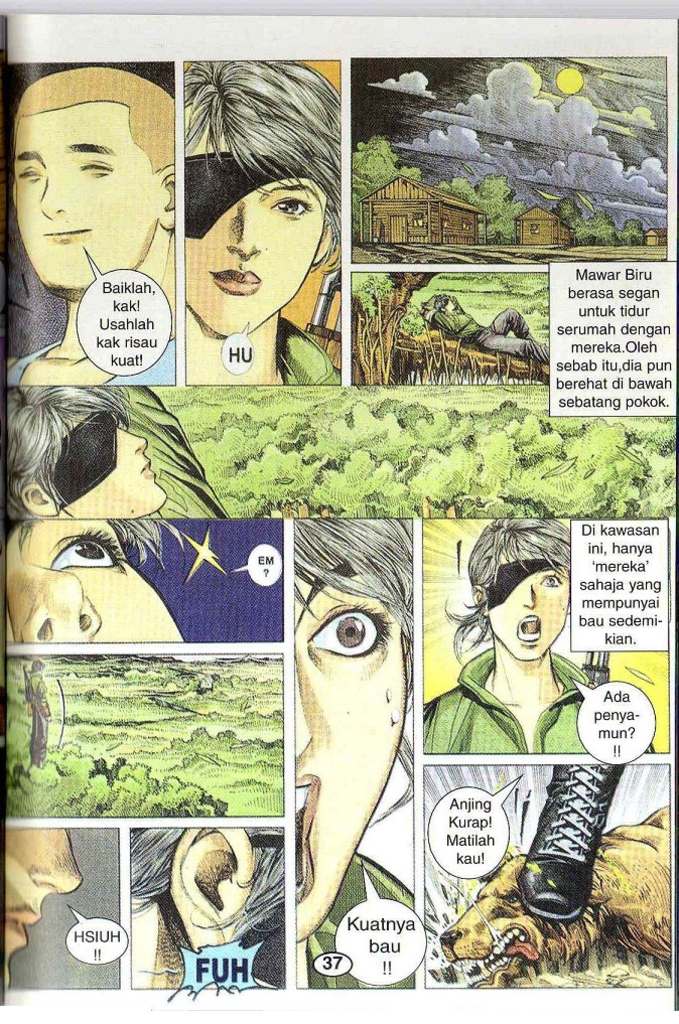 Baiklah,
kak!
Usahlah
kak risau
kuat!
HU
Mawar Biru
berasa segan
untuk tidur
serumah dengan
mereka.Oleh
sebab itu,dia pun
berehat di bawah
sebatang pokok.
EM
?
HSIUH
!!
FUH
Kuatnya
bau
!!
!
Di kawasan
ini, hanya
‘mereka’
sahaja yang
mempunyai
bau sedemi-
kian.
Ada
penya-
mun?
!!
Anjing
Kurap!
Matilah
kau!
37